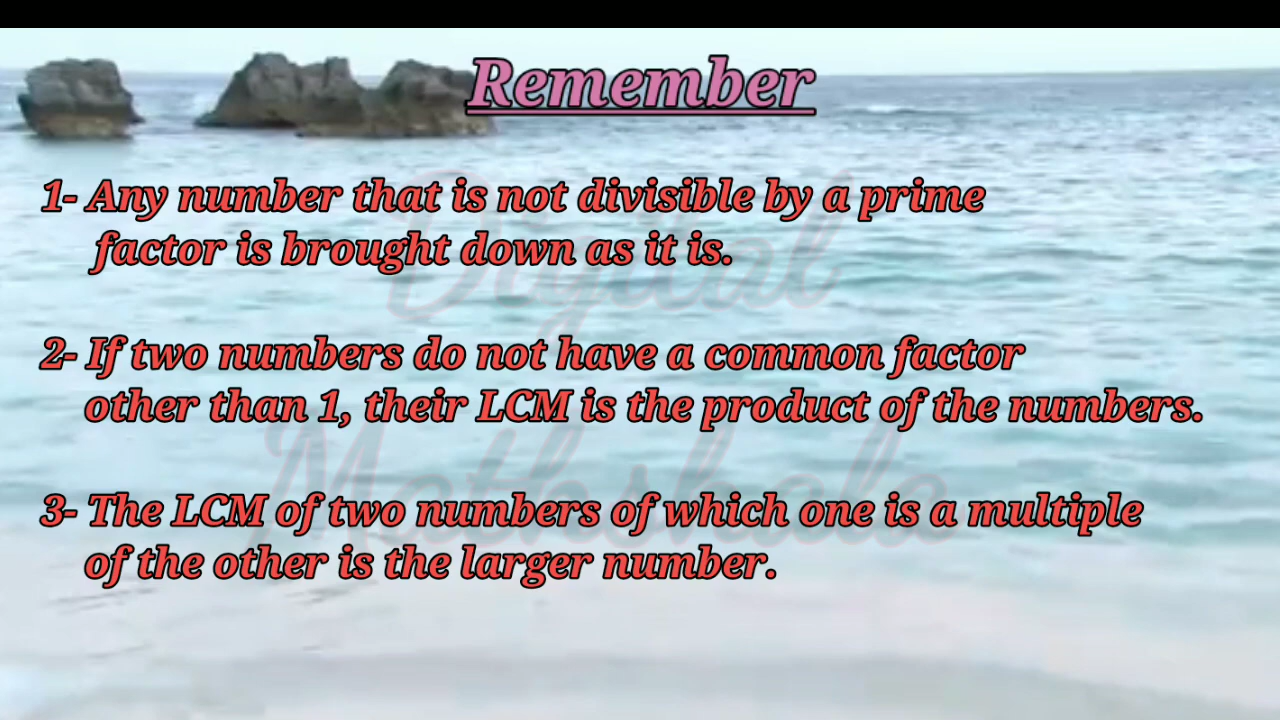 Remember
1- Any number that is not divisible by a prime
factor is brought down as it is.
2- If two numbers do not have a common factor
other than 1, their LCM is the product of the numbers.
3- The LCM of two numbers of which one is a multiple
of the other is the larger number.
Digital
Mathshala